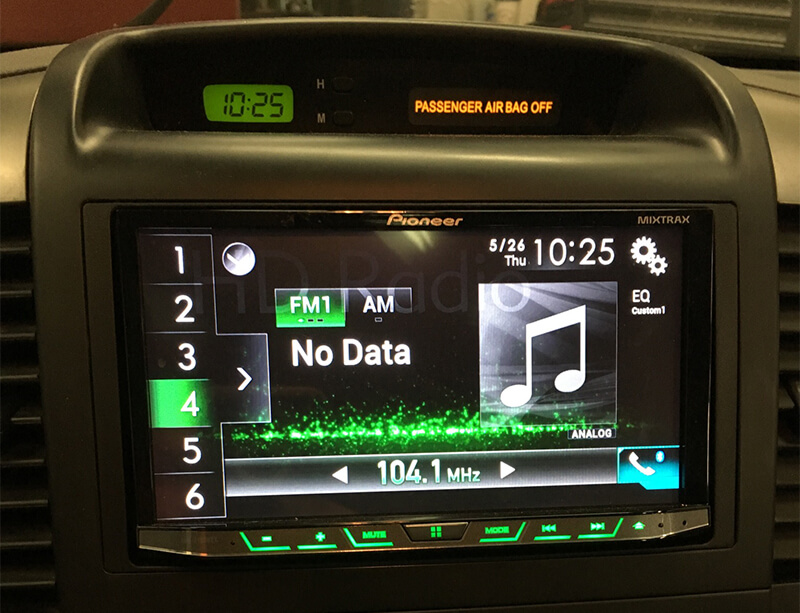 H
10:25
PASSENGER AIR BAG OFF
M
Pioneer
MIXTRAX
1
5/26
Thu
10:25
HD Radio
2
FM1
AM
EQ
Custom1
3
No Data
4
ANALOG
5
104.1 MHz
6
MUTE
MODE